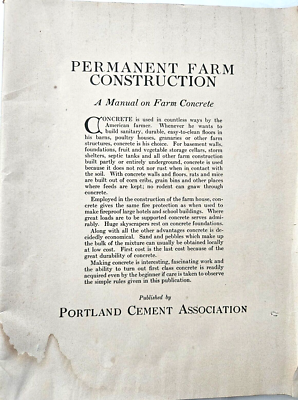 PERMANENT FARM
CONSTRUCTION
A Manual on Farm Concrete
CONCRETE is used in countless ways by the
American farmer. Whenever he wants to
build sanitary, durable, easy-to-clean floors in
his barns, poultry houses, granaries or other farm
structures, concrete is his choice. For basement walls,
foundations, fruit and vegetable storage cellars, storm
shelters, septic tanks and all other farm construction
built partly or entirely underground, concrete is used
because it does not rot nor rust when in contact with
the soil. With concrete walls and floors, rats and mice
are built out of corn cribs, grain bins and other places
where feeds are kept; no rodent can gnaw through
concrete.
Employed in the construction of the farm house, con-
crete gives the same fire protection as when used to
make fireproof large hotels and school buildings. Where
great loads are to be supported concrete serves admi-
rably. Huge skyscrapers rest on concrete foundations.
Along with all the other advantages concrete is de-
cidedly economical. Sand and pebbles which make up
the bulk of the mixture can usually be obtained locally
at low cost. First cost is the last cost because of the
great durability of concrete.
Making concrete is interesting, fascinating work and
the ability to turn out first class concrete is readily
acquired even by the beginner if care is taken to observe
the simple rules given in this publication.
Published by
PORTLAND CEMENT ASSOCIATION